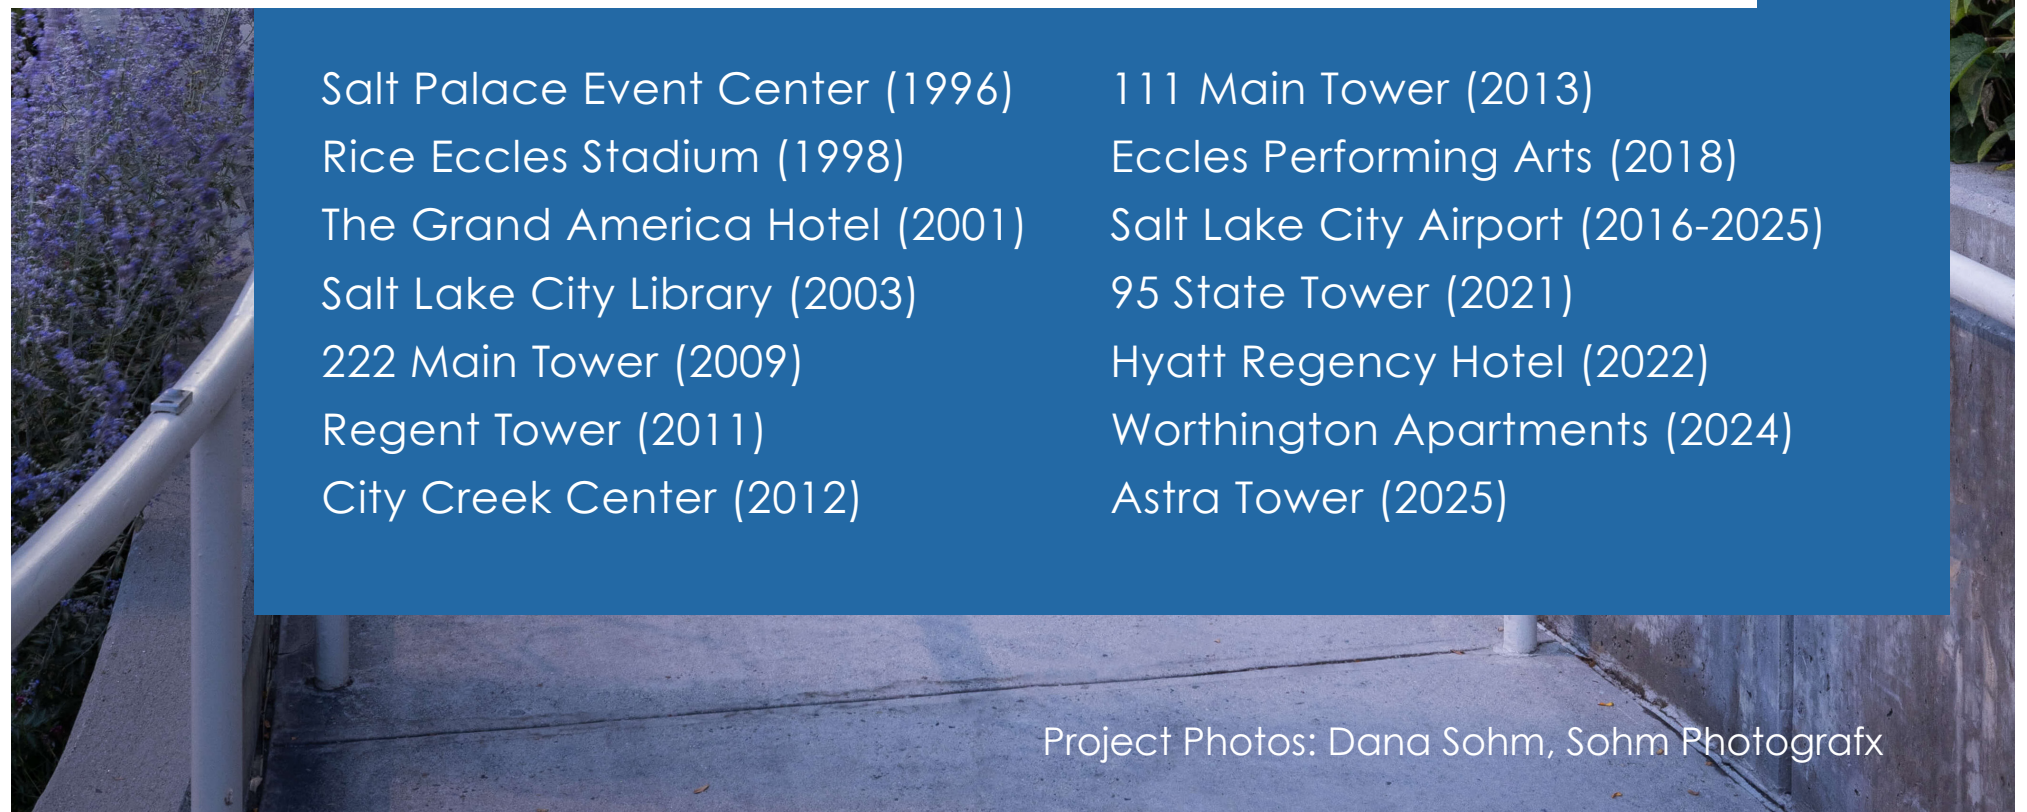 Salt Palace Event Center (1996)
Rice Eccles Stadium (1998)
The Grand America Hotel (2001)
Salt Lake City Library (2003)
222 Main Tower (2009)
Regent Tower (2011)
City Creek Center (2012)
111 Main Tower (2013)
Eccles Performing Arts (2018)
Salt Lake City Airport (2016-2025)
95 State Tower (2021)
Hyatt Regency Hotel (2022)
Worthington Apartments (2024)
Astra Tower (2025)
Project Photos: Dana Sohm, Sohm Photografx